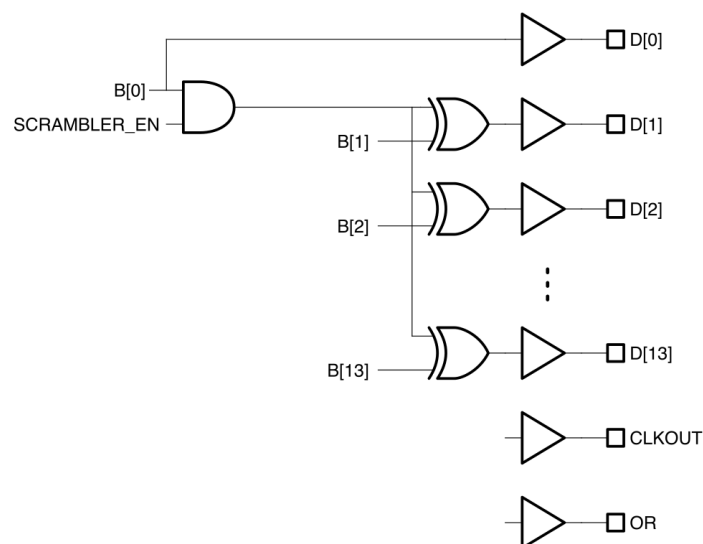 D[0]
B[0]
SCRAMBLER_EN
D[1]
B[1]
D[2]
B[2]
D[13]
B[13]
CLKOUT
OR